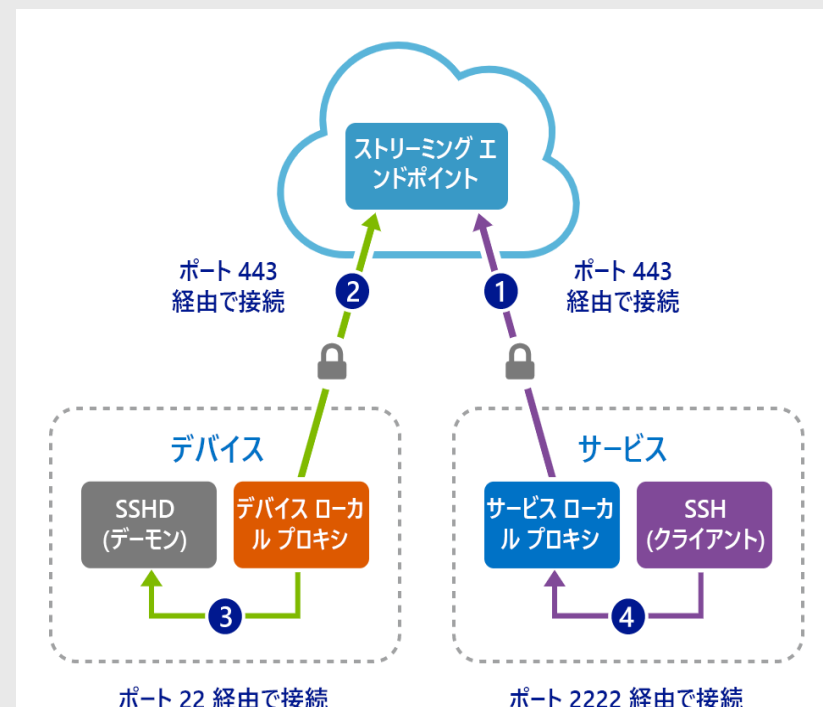 ストリーミング エ
ンドポイント
ポート 443
経由で接続
2
1
ポート 443
経由で接続
デバイス
サービス
SSHD
(デーモン)
デバイス ローカ
ル プロキシ
サービス ローカ
ル プロキシ
SSH
(クライアント)
3
4
ポート 22 経由で接続
ポート 2222 経由で接続